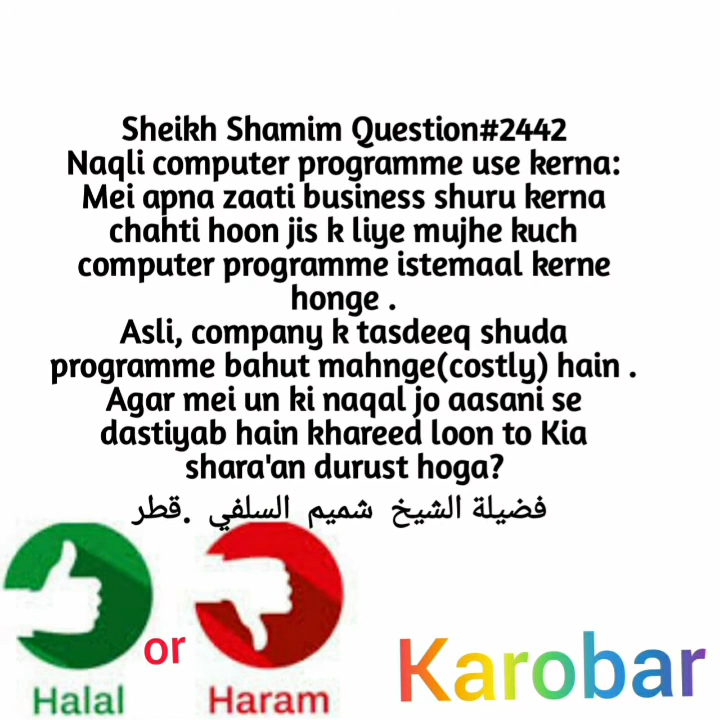 Sheikh Shamim Question#2442
Naqli computer programme use kerna:
Mei apna zaati business shuru kerna
chahti hoon jis k liye mujhe kuch
computer programme istemaal kerne
honge .
Asli, company k tasdeeq shuda
programme bahut mahnge(costly) hain .
Agar mei un ki naqal jo aasani se
dastiyab hain khareed loon to Kia
shara'an durust hoga?
فضيلة الشيخ شميم السلفي .قطر
or
Halal
Haram
Karobar